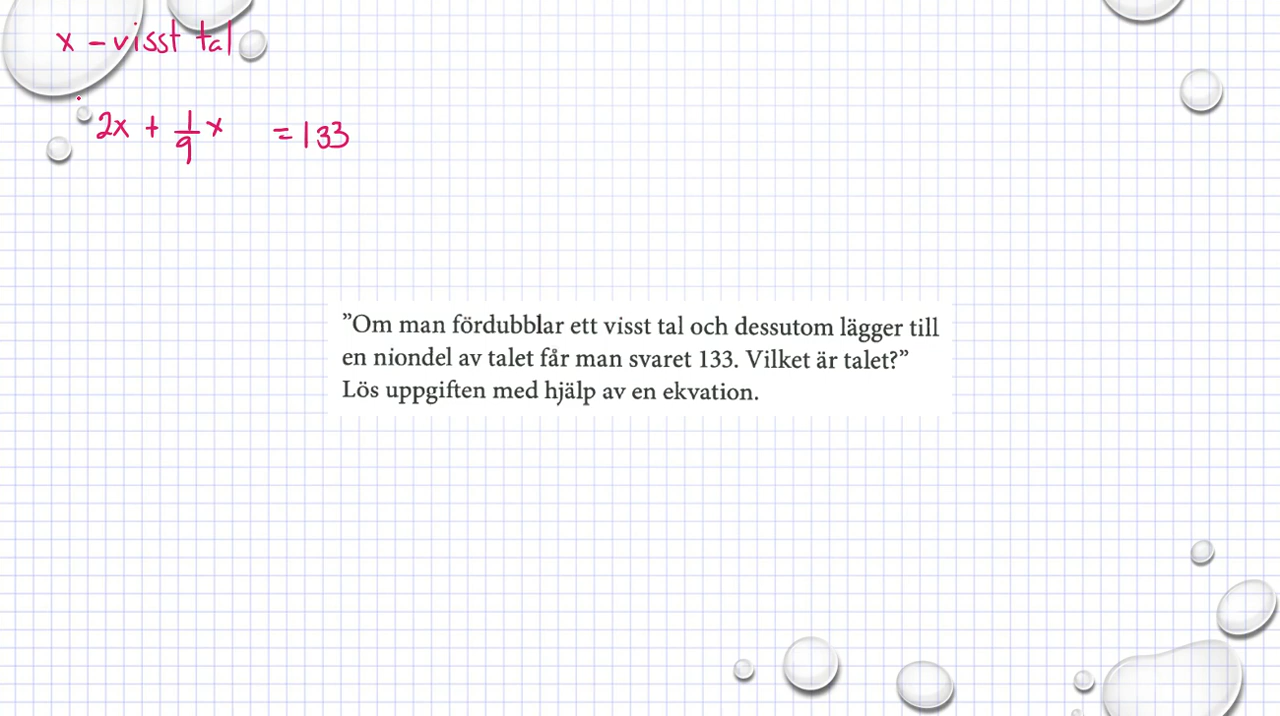 x – visst tal
2x + 1/9 x = 133
”Om man fördubblar ett visst tal och dessutom lägger till
en niondel av talet får man svaret 133. Vilket är talet?”
Lös uppgiften med hjälp av en ekvation.